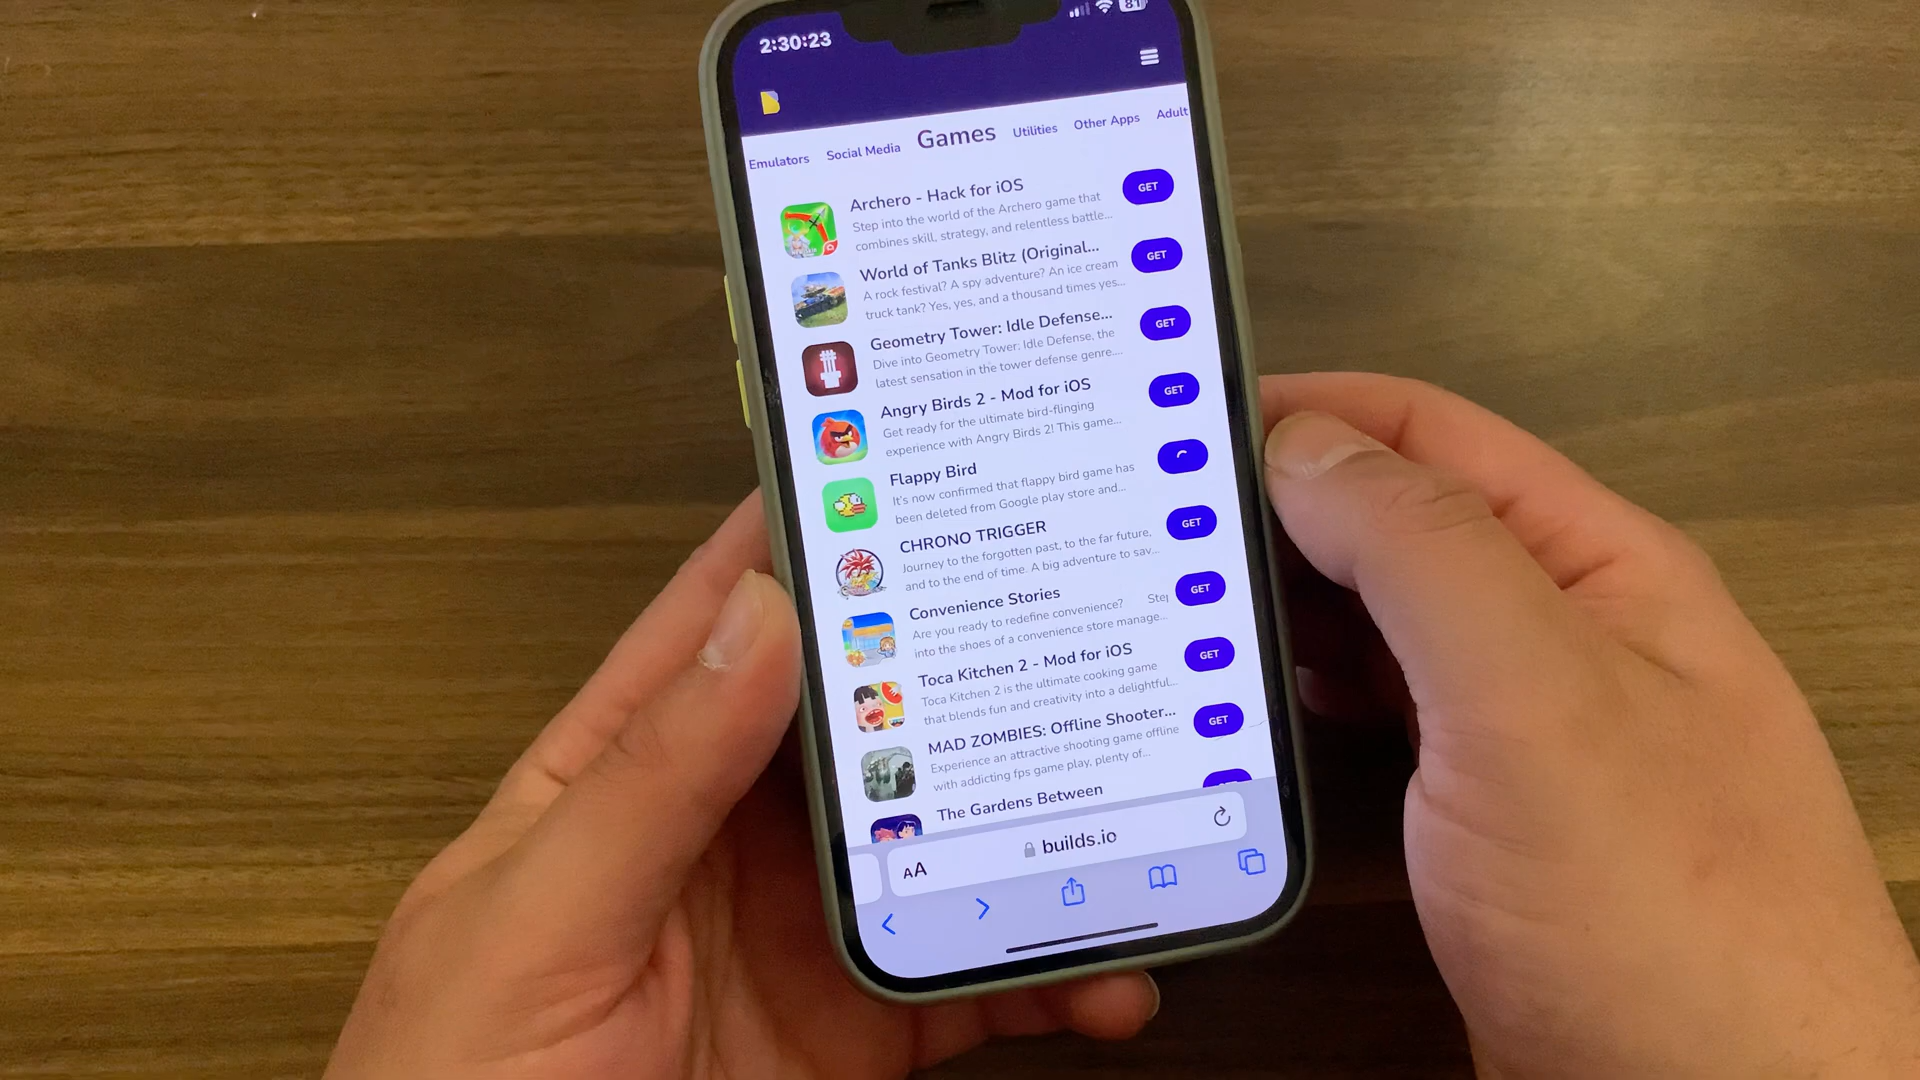 2:30:23
81
Emulators Social Media Games Utilities Other Apps Adult
Archero - Hack for iOS
Step into the world of the Archero game that
combines skill, strategy, and relentless battle...
GET
World of Tanks Blitz (Original...
A rock festival? A spy adventure? An ice cream
truck tank? Yes, yes, and a thousand times yes...
GET
Geometry Tower: Idle Defense...
Dive into Geometry Tower: Idle Defense, the
latest sensation in the tower defense genre....
GET
Angry Birds 2 - Mod for iOS
Get ready for the ultimate bird-flinging
experience with Angry Birds 2! This game...
GET
Flappy Bird
It's now confirmed that flappy bird game has
been deleted from Google play store and...
CHRONO TRIGGER
Journey to the forgotten past, to the far future,
and to the end of time. A big adventure to sav...
GET
Convenience Stories
Are you ready to redefine convenience? Step
into the shoes of a convenience store manage...
GET
Toca Kitchen 2 - Mod for iOS
Toca Kitchen 2 is the ultimate cooking game
that blends fun and creativity into a delightful...
GET
MAD ZOMBIES: Offline Shooter...
Experience an attractive shooting game offline
with addicting fps game play, plenty of...
GET
The Gardens Between
AA builds.io